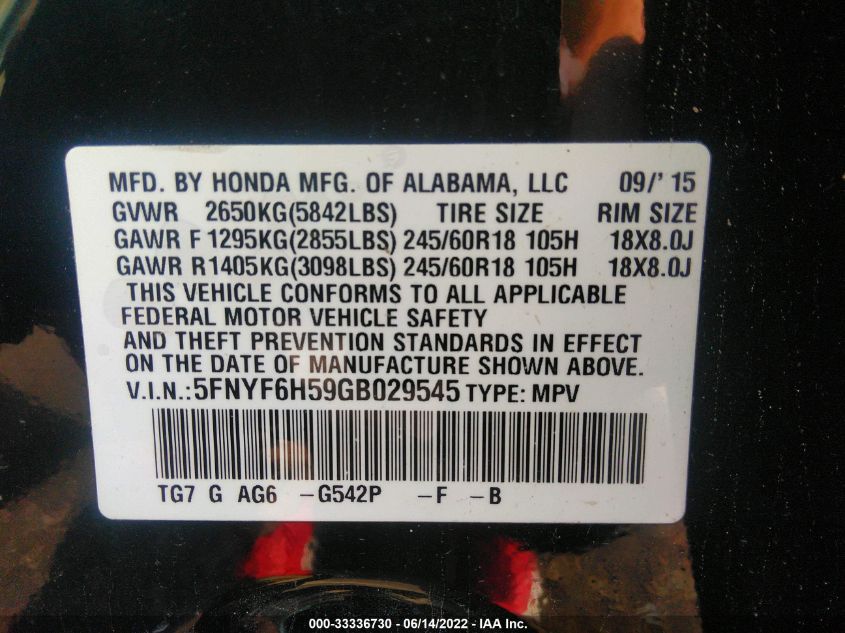 MFD. BY HONDA MFG. OF ALABAMA, LLC 09/' 15
GVWR 2650KG(5842LBS) TIRE SIZE RIM SIZE
GAWR F 1295KG(2855LBS) 245/60R18 105H 18X8.0J
GAWR R1405KG(3098LBS) 245/60R18 105H 18X8.0J
THIS VEHICLE CONFORMS TO ALL APPLICABLE
FEDERAL MOTOR VEHICLE SAFETY
AND THEFT PREVENTION STANDARDS IN EFFECT
ON THE DATE OF MANUFACTURE SHOWN ABOVE.
V.I.N.:5FNYF6H59GB029545 TYPE: MPV
TG7 G AG6 -G542P -F -B
000-33336730 - 06/14/2022 - IAA Inc.